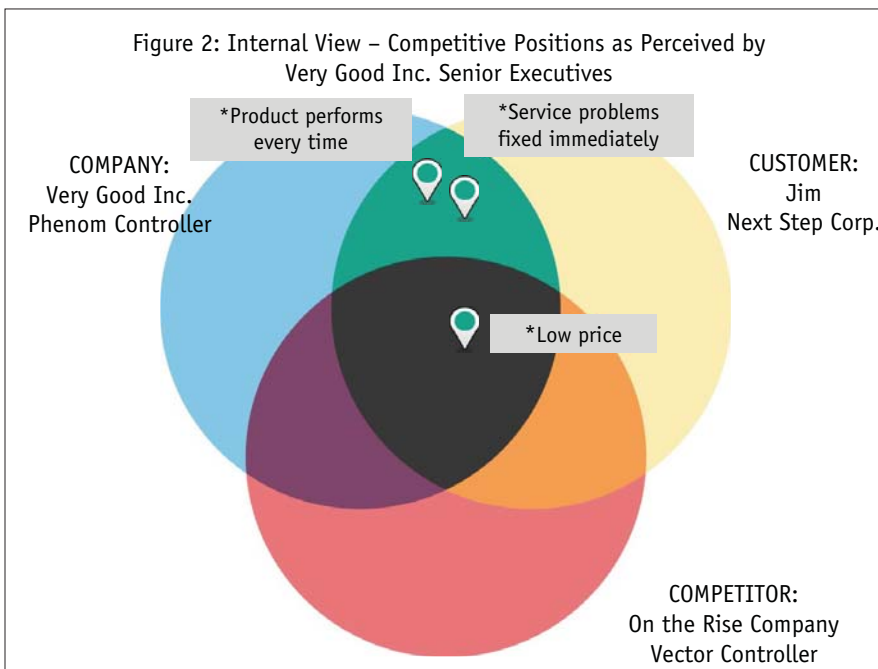 Figure 2: Internal View – Competitive Positions as Perceived by
Very Good Inc. Senior Executives
*Product performs
every time
*Service problems
fixed immediately
COMPANY:
Very Good Inc.
Phenom Controller
CUSTOMER:
Jim
Next Step Corp.
*Low price
COMPETITOR:
On the Rise Company
Vector Controller